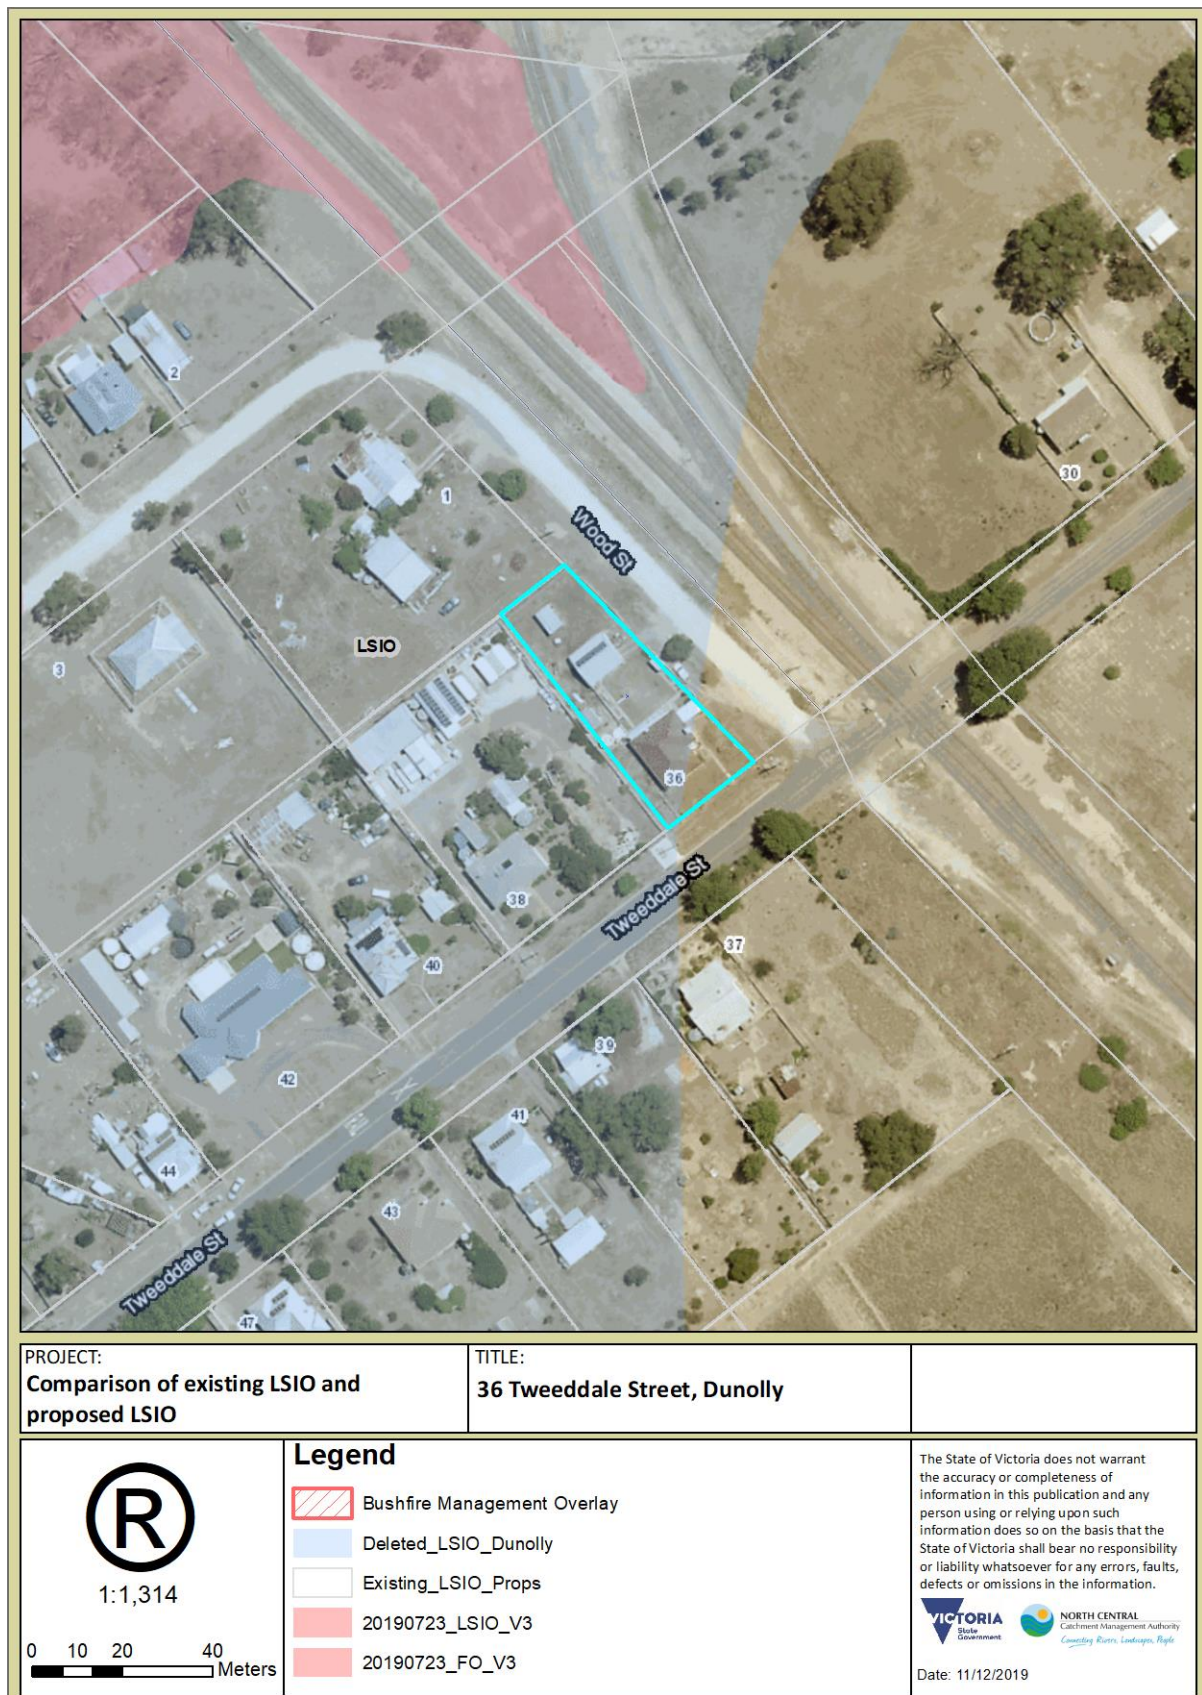 2
1
Wood St
30
LSIO
3
36
38
Tweeddale St
37
40
39
42
41
44
43
Tweeddale St
47
PROJECT:
Comparison of existing LSIO and
proposed LSIO
TITLE:
36 Tweeddale Street, Dunolly
R
1:1,314
0 10 20 40
Meters
Legend
Bushfire Management Overlay
Deleted_LSIO_Dunolly
Existing_LSIO_Props
20190723_LSIO_V3
20190723_FO_V3
The State of Victoria does not warrant
the accuracy or completeness of
information in this publication and any
person using or relying upon such
information does so on the basis that the
State of Victoria shall bear no responsibility
or liability whatsoever for any errors, faults,
defects or omissions in the information.
VICTORIA
State
Government
NORTH CENTRAL
Catchment Management Authority
Connecting Rivers, Landscapes, People
Date: 11/12/2019